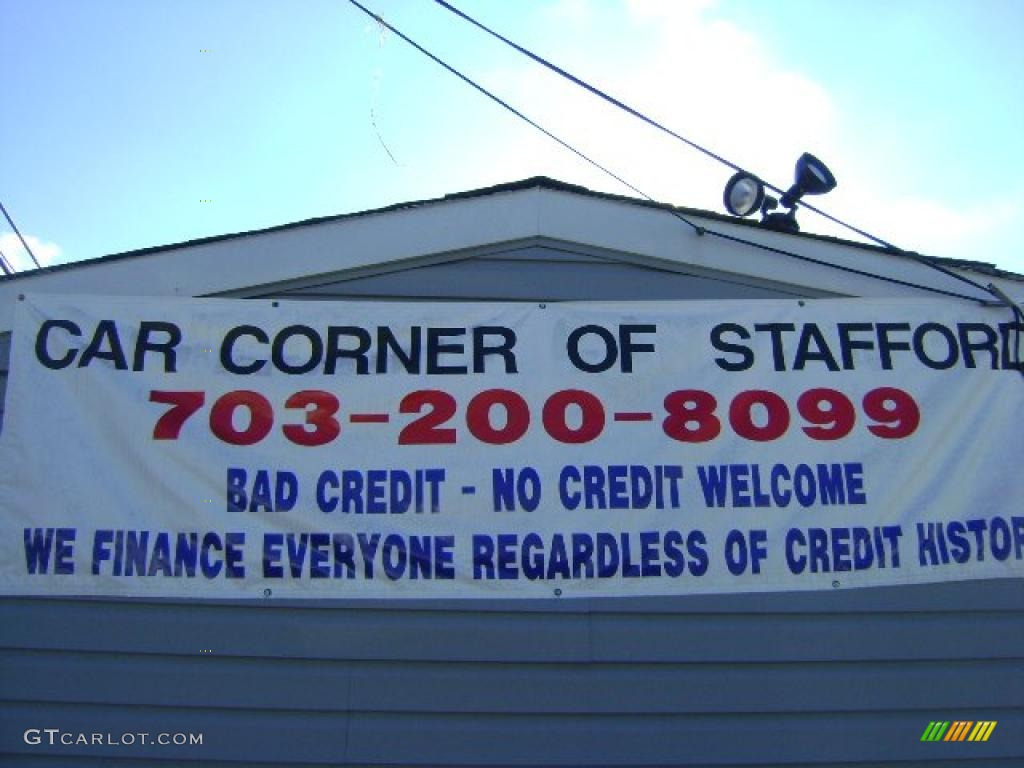 CAR CORNER OF STAFFORD
703-200-8099
BAD CREDIT - NO CREDIT WELCOME
WE FINANCE EVERYONE REGARDLESS OF CREDIT HISTOR
GTCARLOT.COM